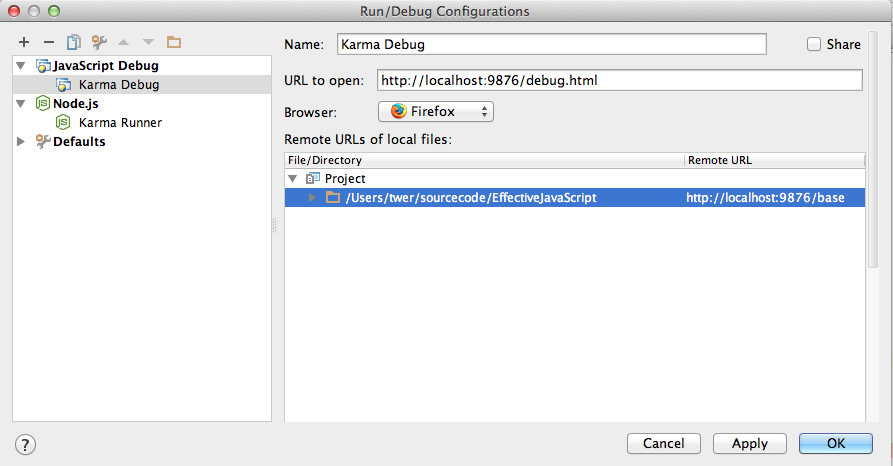 Run/Debug Configurations
Name: Karma Debug Share
JavaScript Debug
Karma Debug
URL to open: http://localhost:9876/debug.html
Node.js
Karma Runner
Browser: Firefox
Defaults
Remote URLs of local files:
File/Directory Remote URL
Project
/Users/twer/sourcecode/EffectiveJavaScript http://localhost:9876/base
?
Cancel Apply OK